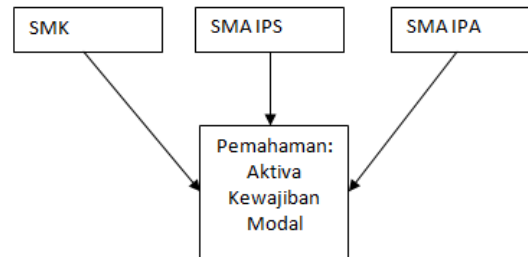 SMK
SMA IPS
SMA IPA
Pemahaman:
Aktiva
Kewajiban
Modal